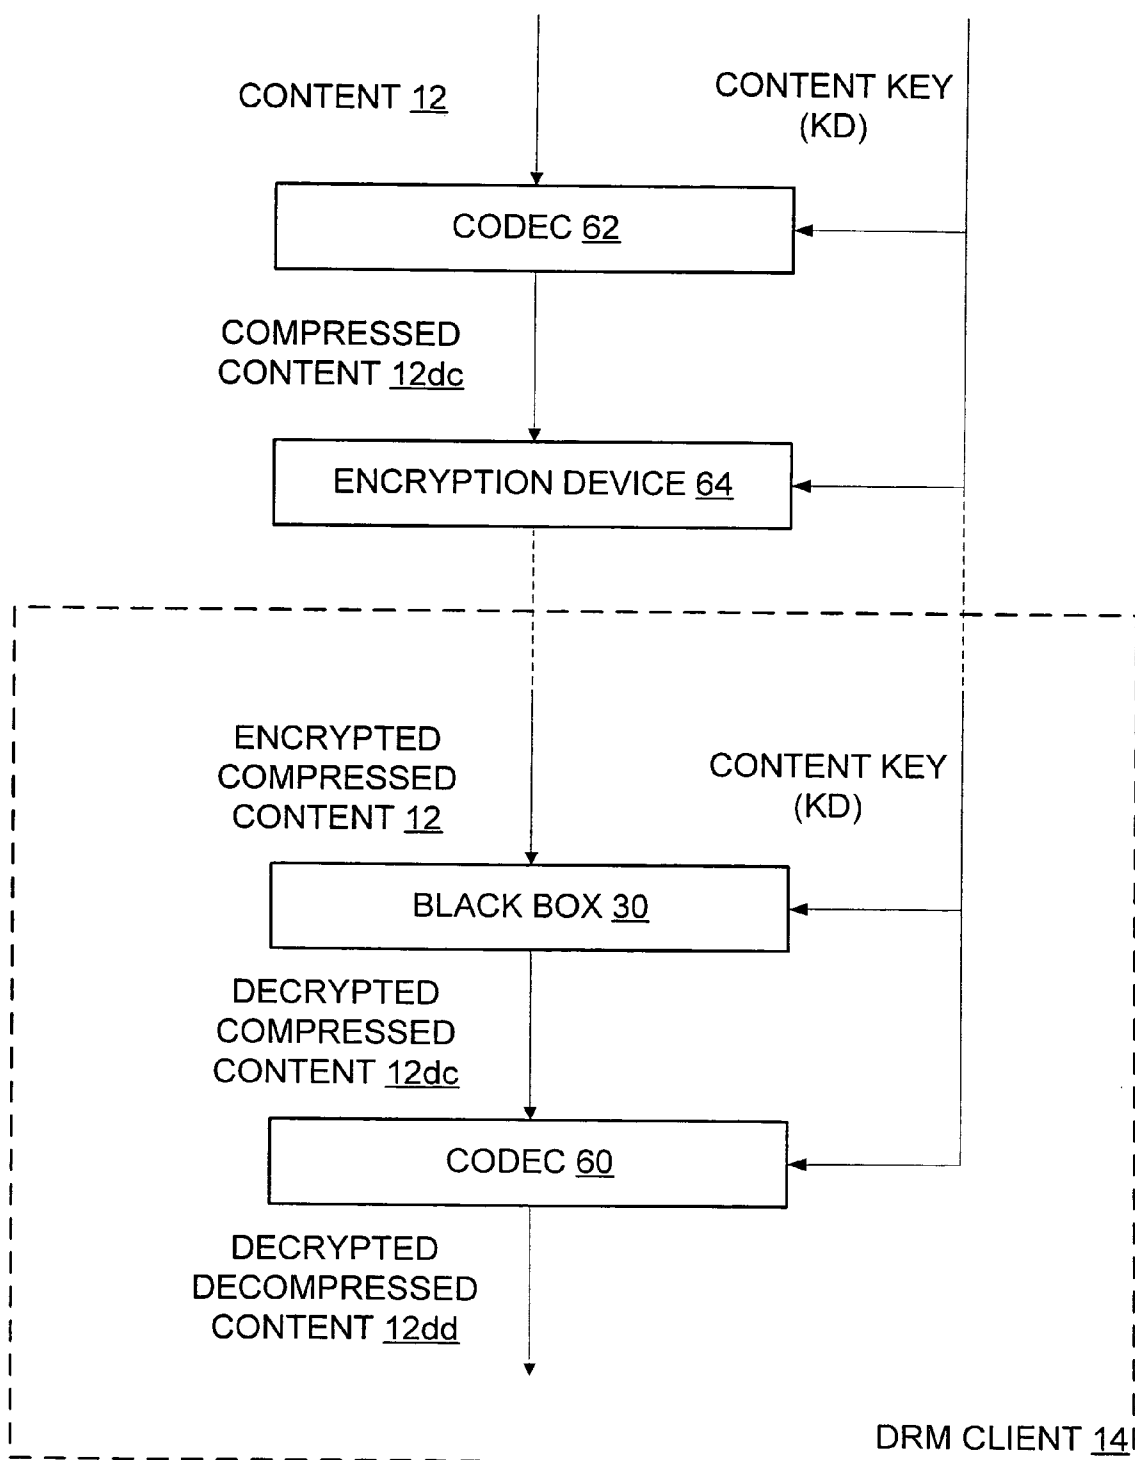 CONTENT 12
CONTENT KEY
(KD)
CODEC 62
COMPRESSED
CONTENT 12dc
ENCRYPTION DEVICE 64
ENCRYPTED
COMPRESSED
CONTENT 12
CONTENT KEY
(KD)
BLACK BOX 30
DECRYPTED
COMPRESSED
CONTENT 12dc
CODEC 60
DECRYPTED
DECOMPRESSED
CONTENT 12dd
DRM CLIENT 14